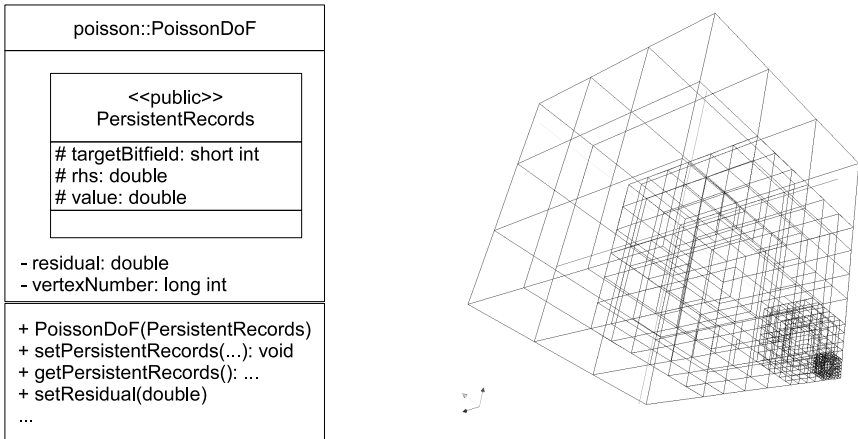 poisson::PoissonDoF
<<public>>
PersistentRecords
# targetBitfield: short int
# rhs: double
# value: double
- residual: double
- vertexNumber: long int
+ PoissonDoF(PersistentRecords)
+ setPersistentRecords(...): void
+ getPersistentRecords(): ...
+ setResidual(double)
...